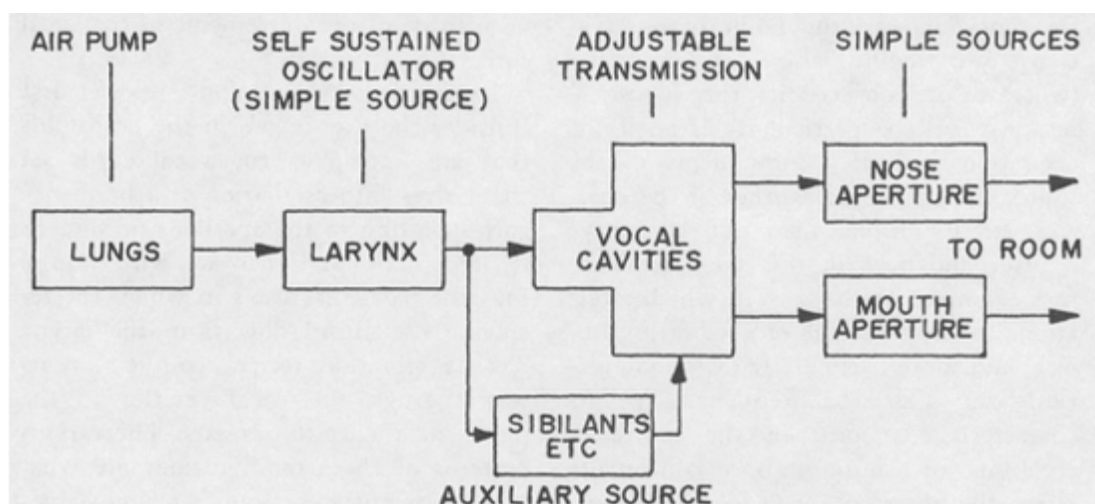 AIR PUMP
SELF SUSTAINED
OSCILLATOR
(SIMPLE SOURCE)
ADJUSTABLE
TRANSMISSION
SIMPLE SOURCES
LUNGS
LARYNX
VOCAL
CAVITIES
NOSE
APERTURE
TO ROOM
MOUTH
APERTURE
SIBILANTS
ETC
AUXILIARY SOURCE